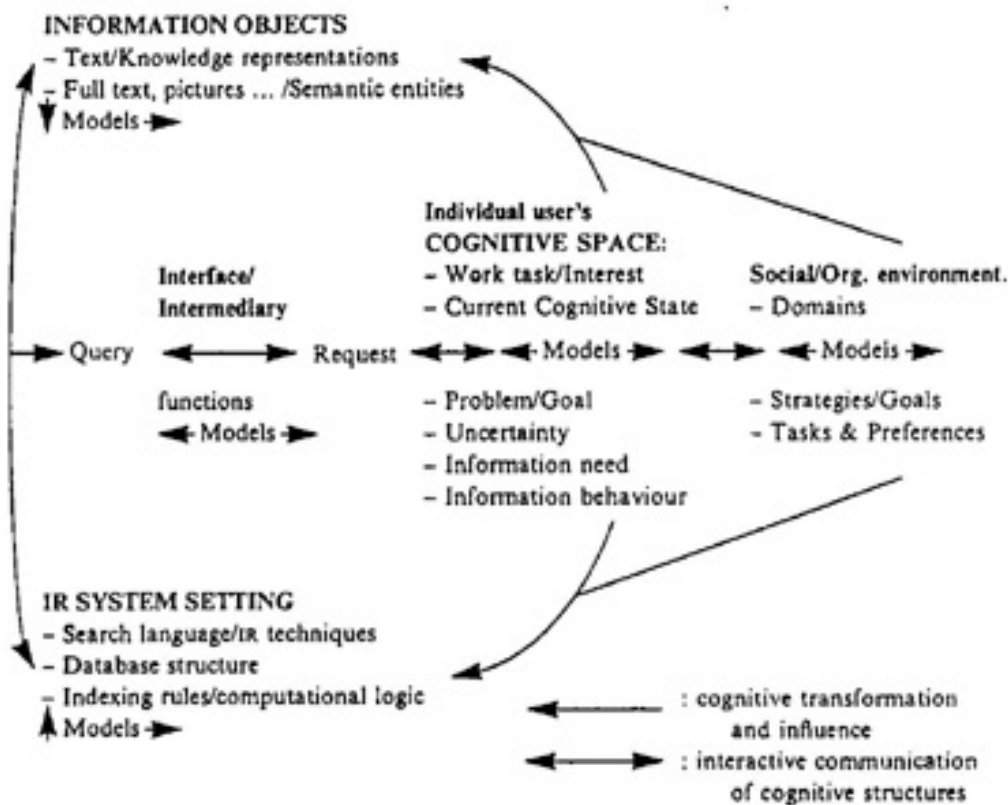 INFORMATION OBJECTS
– Text/Knowledge representations
– Full text, pictures ... /Semantic entities
Models
Individual user's
COGNITIVE SPACE:
– Work task/Interest
– Current Cognitive State
Models
– Problem/Goal
– Uncertainty
– Information need
– Information behaviour
Interface/
Intermediary
functions
Models
Query
Request
Social/Org. environment.
– Domains
Models
– Strategies/Goals
– Tasks & Preferences
IR SYSTEM SETTING
– Search language/IR techniques
– Database structure
– Indexing rules/computational logic
Models
: cognitive transformation
and influence
: interactive communication
of cognitive structures